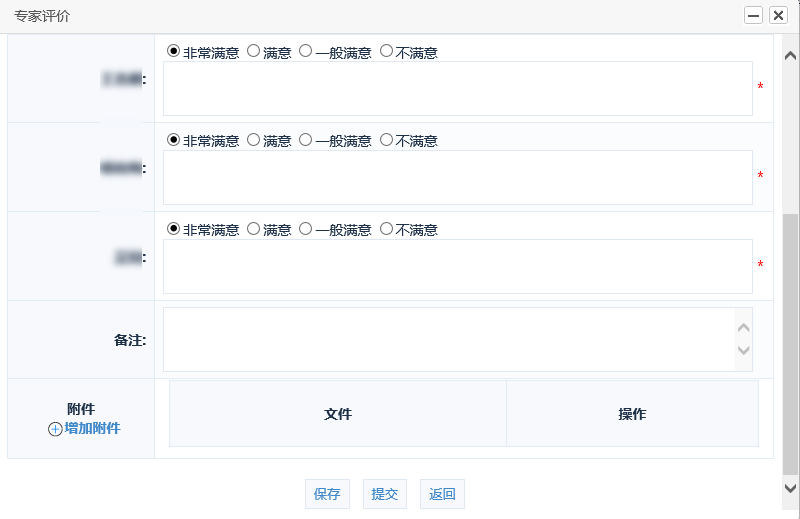 专家评价
非常满意 满意 一般满意 不满意
:
*
非常满意 满意 一般满意 不满意
:
*
非常满意 满意 一般满意 不满意
:
*
备注:
附件
增加附件
文件 操作
保存 提交 返回